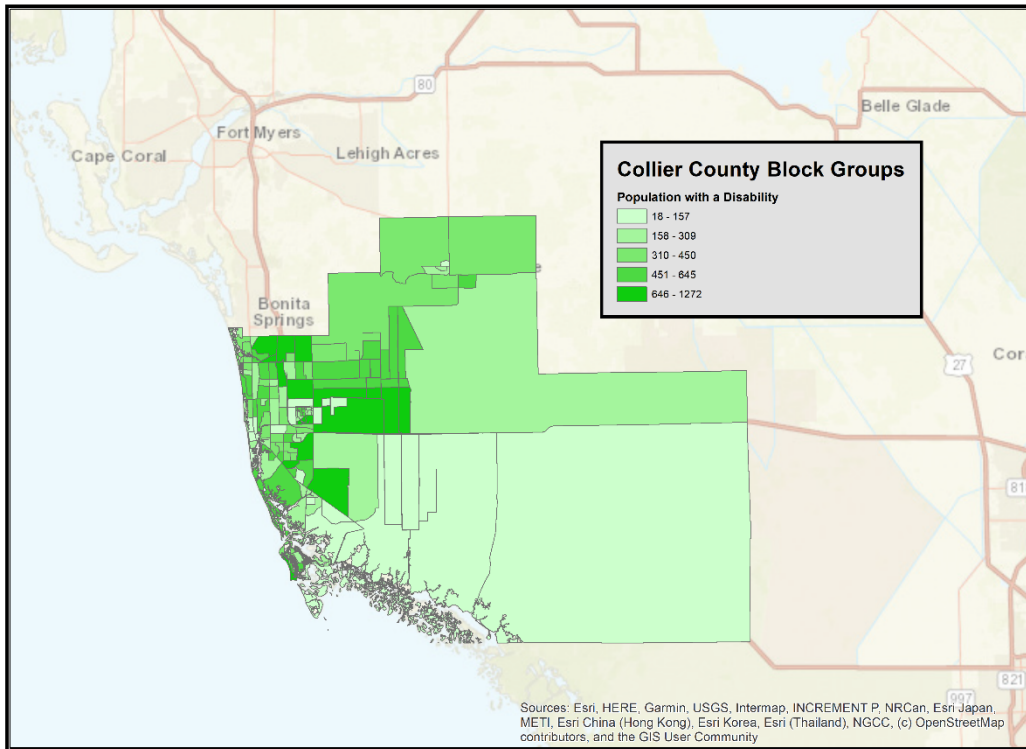 80
Belle Glade
Fort Myers
Cape Coral
Lehigh Acres
Collier County Block Groups
Population with a Disability
18 - 157
158 - 309
310 - 450
451 - 645
646 - 1272
e
Bonita
Springs
27
Cor
81
821
997
Sources: Esri, HERE, Garmin, USGS, Intermap, INCREMENT P, NRCan, Esri Japan,
METI, Esri China (Hong Kong), Esri Korea, Esri (Thailand), NGCC, (c) OpenStreetMap
contributors, and the GIS User Community